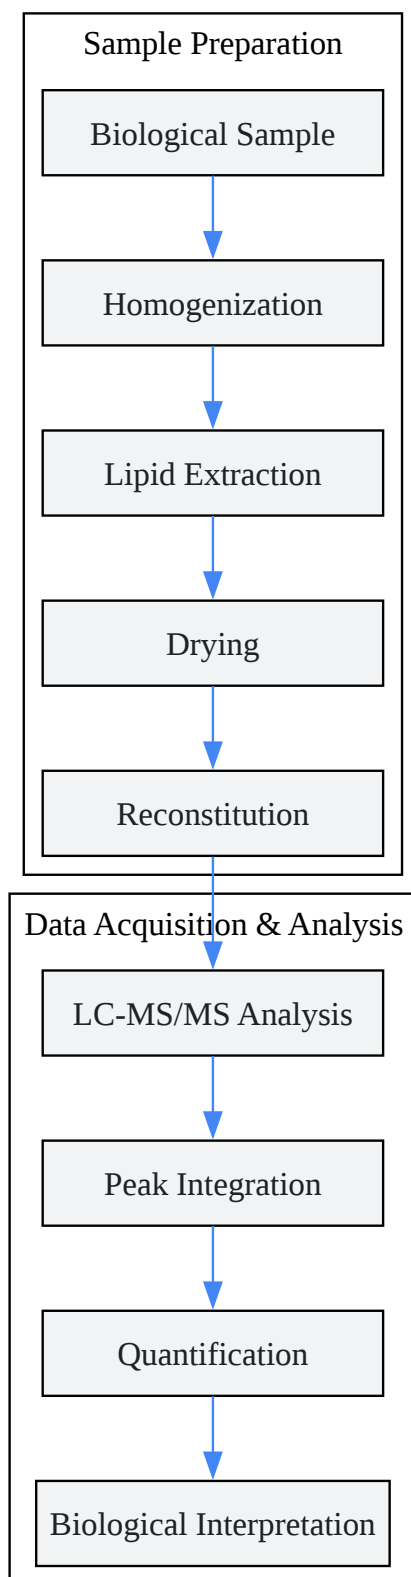 Sample Preparation
Biological Sample
Homogenization
Lipid Extraction
Drying
Reconstitution
Data Acquisition & Analysis
LC-MS/MS Analysis
Peak Integration
Quantification
Biological Interpretation